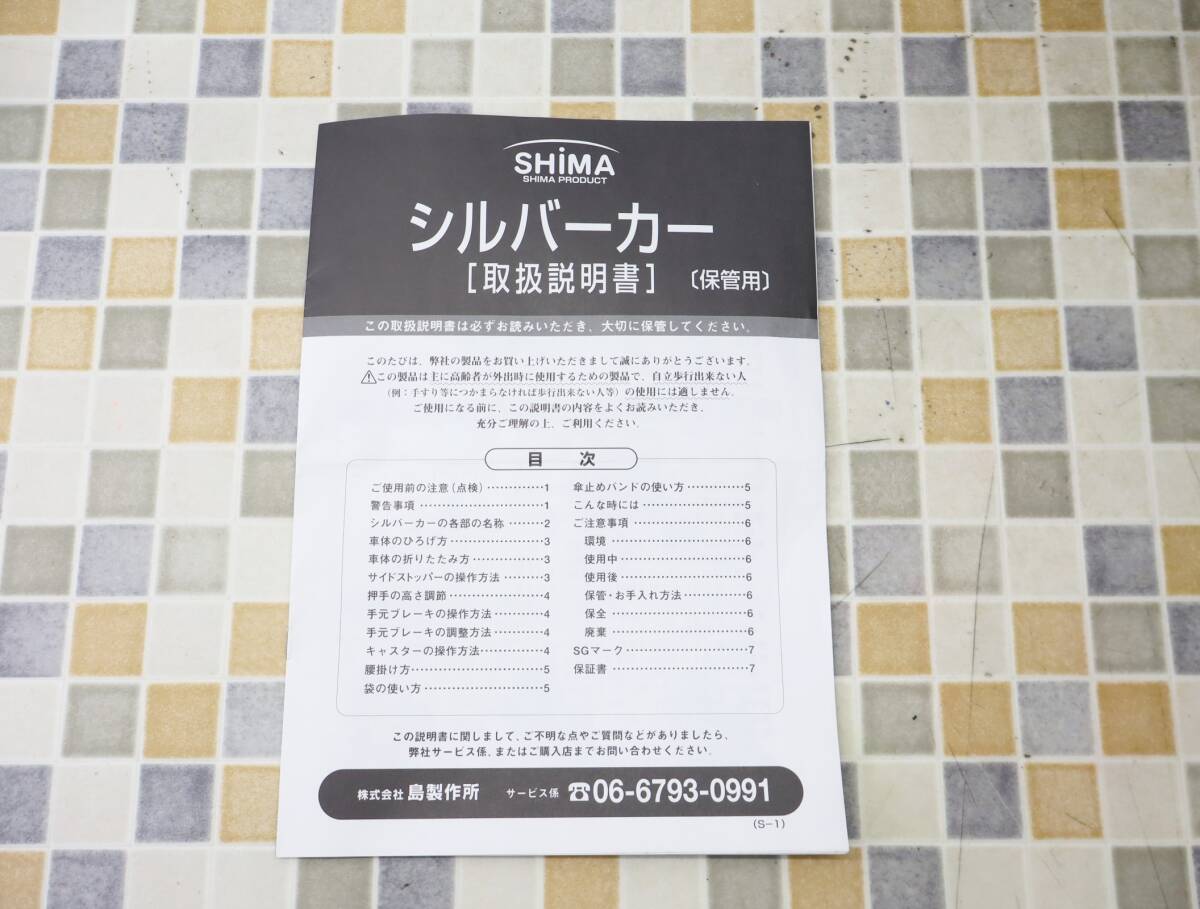 SHiMA
SHIMA PRODUCT
シルバーカー
[取扱説明書] 〔保管用〕
この取扱説明書は必ずお読みいただき、大切に保管してください。
このたびは、弊社の製品をお買い上げいただきまして誠にありがとうございます。
⚠この製品は主に高齢者が外出時に使用するための製品で、自立歩行出来ない人
(例:手すり等につかまらなければ歩行出来ない人等)の使用には適しません。
ご使用になる前に、この説明書の内容をよくお読みいただき、
充分ご理解の上、ご利用ください。
目 次
ご使用前の注意(点検)…………1
警告事項…………1
シルバーカーの各部の名称………2
車体のひろげ方…………3
車体の折りたたみ方…………3
サイドストッパーの操作方法………3
押手の高さ調節…………4
手元ブレーキの操作方法…………4
手元ブレーキの調整方法…………4
キャスターの操作方法…………4
腰掛け方…………5
袋の使い方…………5
傘止めバンドの使い方…………5
こんな時には…………5
ご注意事項…………6
環境…………6
使用中…………6
使用後…………6
保管・お手入れ方法…………6
保全…………6
廃棄…………6
SGマーク…………7
保証書…………7
この説明書に関しまして、ご不明な点やご質問などがありましたら、
弊社サービス係、またはご購入店までお問い合わせください。
株式会社 島製作所 サービス係 ☎06-6793-0991
(S-1)